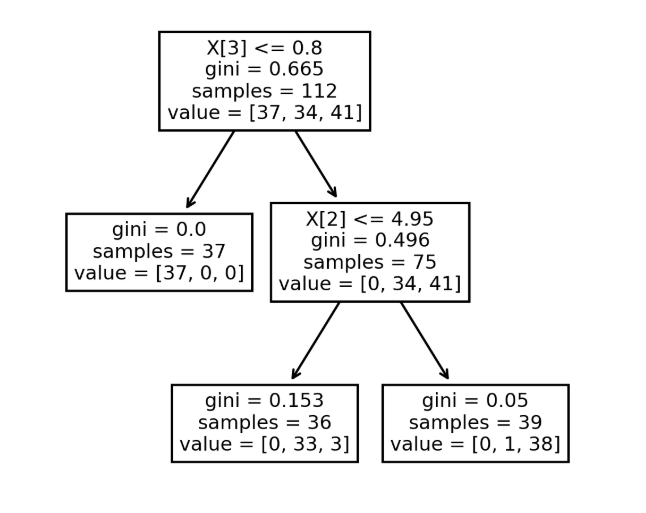 X[3] <= 0.8
gini = 0.665
samples = 112
value = [37, 34, 41]
gini = 0.0
samples = 37
value = [37, 0, 0]
X[2] <= 4.95
gini = 0.496
samples = 75
value = [0, 34, 41]
gini = 0.153
samples = 36
value = [0, 33, 3]
gini = 0.05
samples = 39
value = [0, 1, 38]